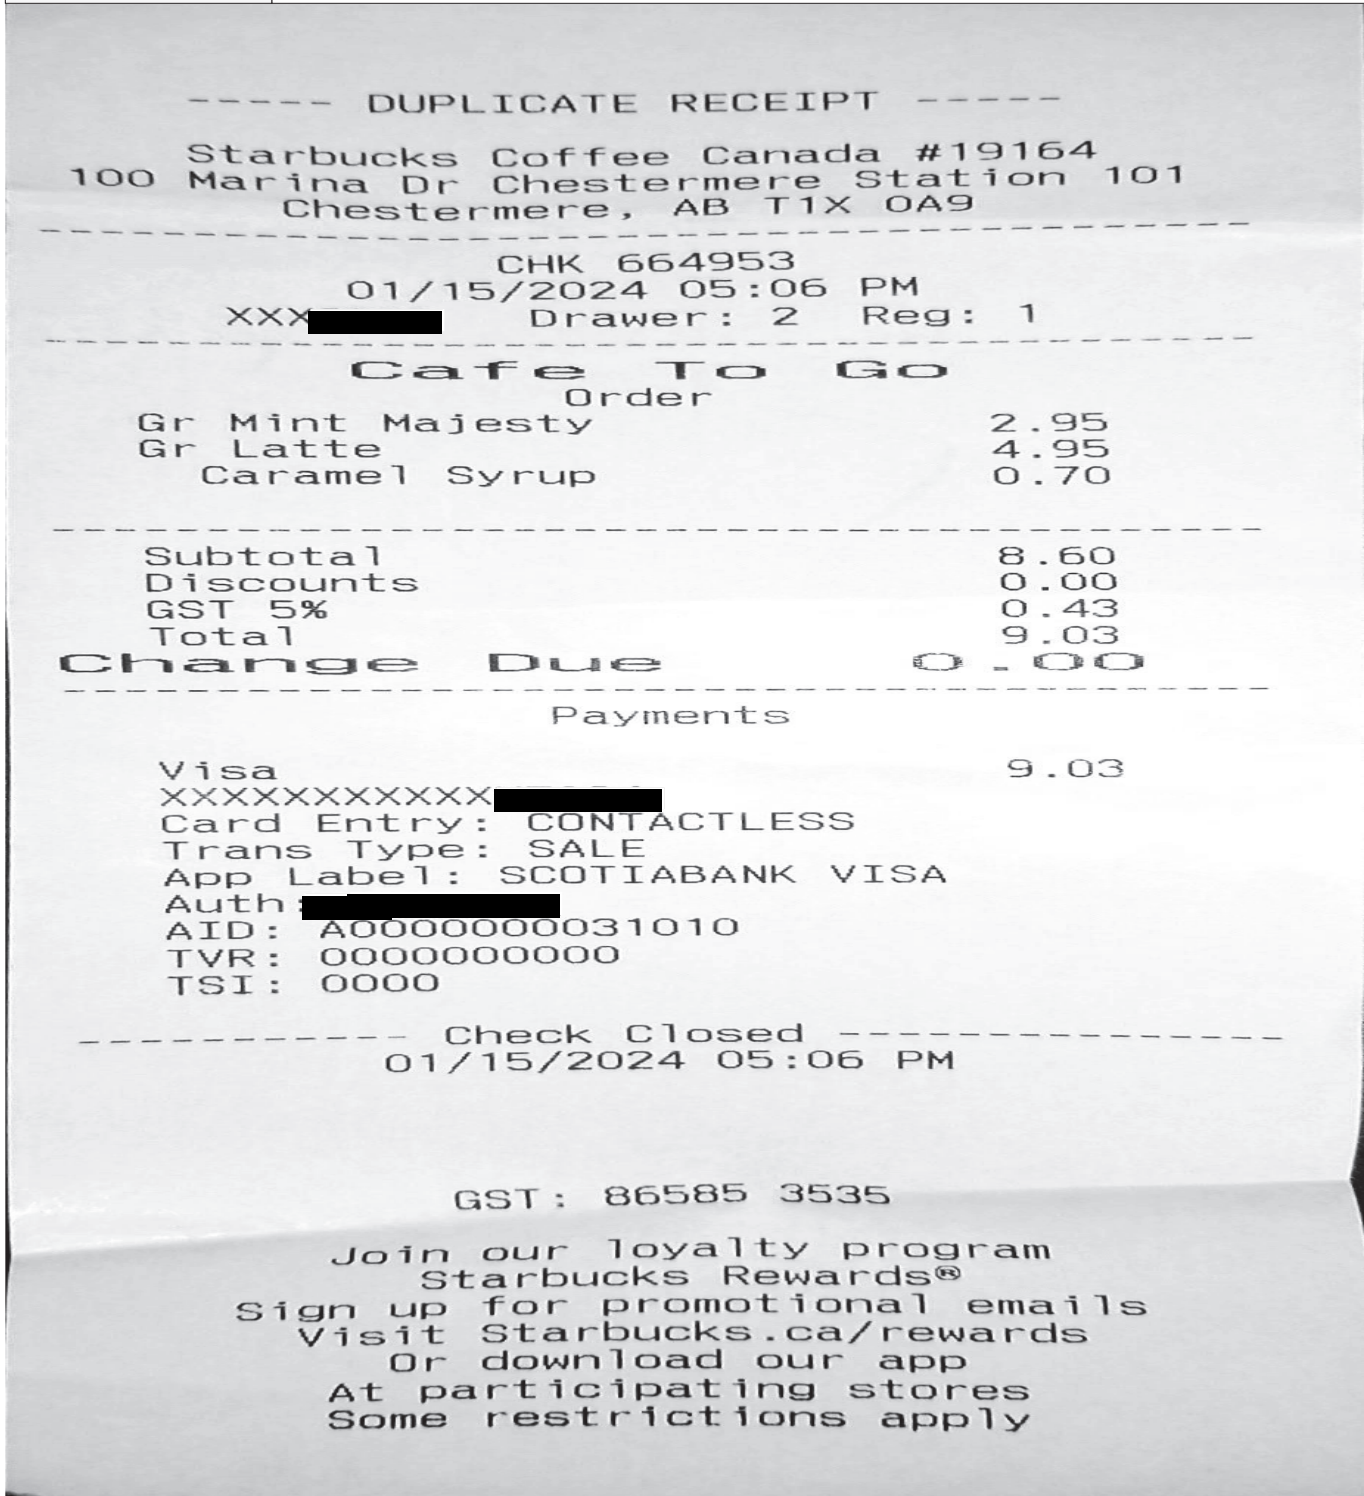 ----- DUPLICATE RECEIPT -----
Starbucks Coffee Canada #19164
100 Marina Dr Chestermere Station 101
Chestermere, AB T1X 0A9
CHK 664953
01/15/2024 05:06 PM
XXX Drawer: 2 Reg: 1
Cafe To Go
Order
Gr Mint Majesty 2.95
Gr Latte 4.95
Caramel Syrup 0.70
Subtotal 8.60
Discounts 0.00
GST 5% 0.43
Total 9.03
Change Due 0.00
Payments
Visa 9.03
XXXXXXXXXXX
Card Entry: CONTACTLESS
Trans Type: SALE
App Label: SCOTIABANK VISA
Auth:
AID: A0000000031010
TVR: 0000000000
TSI: 0000
----------- Check Closed ---------------
01/15/2024 05:06 PM
GST: 86585 3535
Join our loyalty program
Starbucks Rewards®
Sign up for promotional emails
Visit Starbucks.ca/rewards
Or download our app
At participating stores
Some restrictions apply